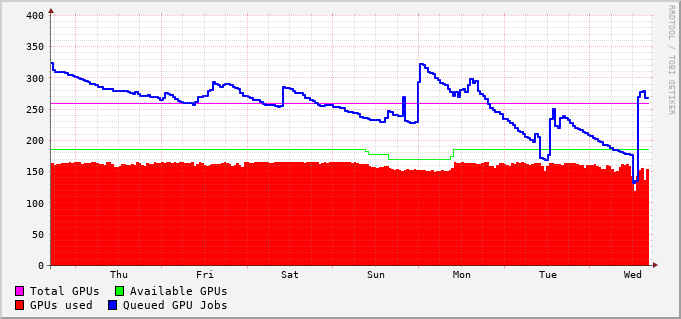 RRDTOOL / TOBI OETIKER
400
350
300
250
200
150
100
50
0
Thu Fri Sat Sun Mon Tue Wed
Total GPUs Available GPUs
GPUs used Queued GPU Jobs